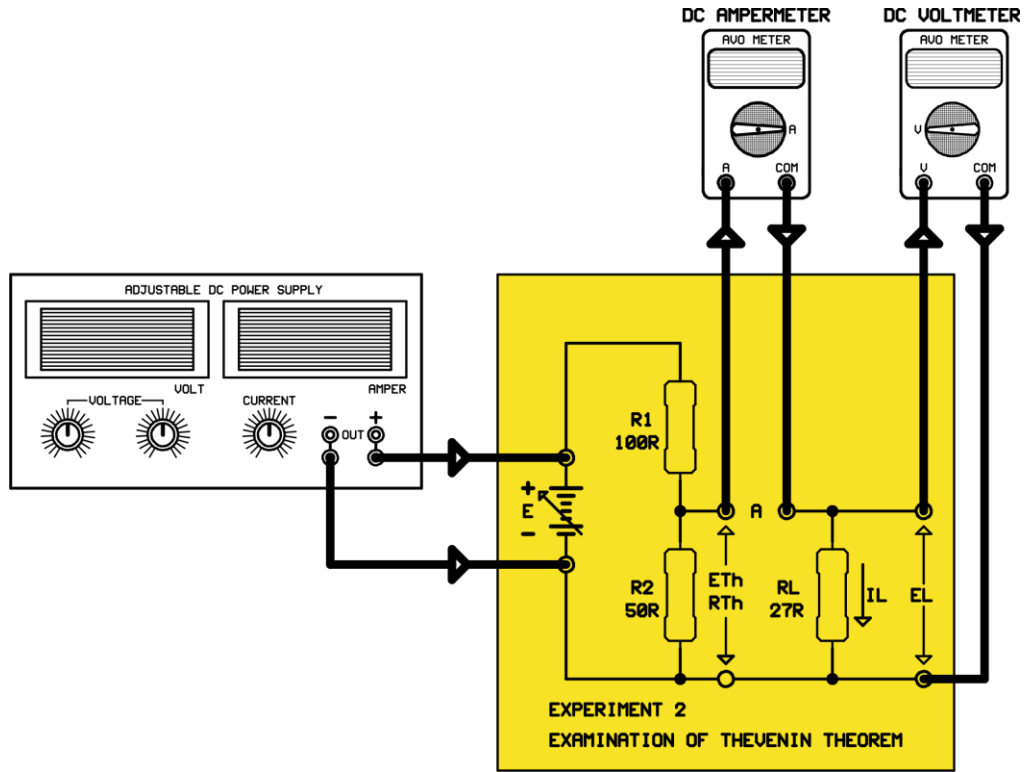 DC AMPERMETER
DC VOLTMETER
AVO METER
AVO METER
A
V
A
COM
V
COM
ADJUSTABLE DC POWER SUPPLY
VOLT
AMPER
VOLTAGE
CURRENT
- +
OUT
R1
100R
+
E
-
A
R2
50R
ETh
RTh
RL
27R
IL
EL
EXPERIMENT 2
EXAMINATION OF THEVENIN THEOREM